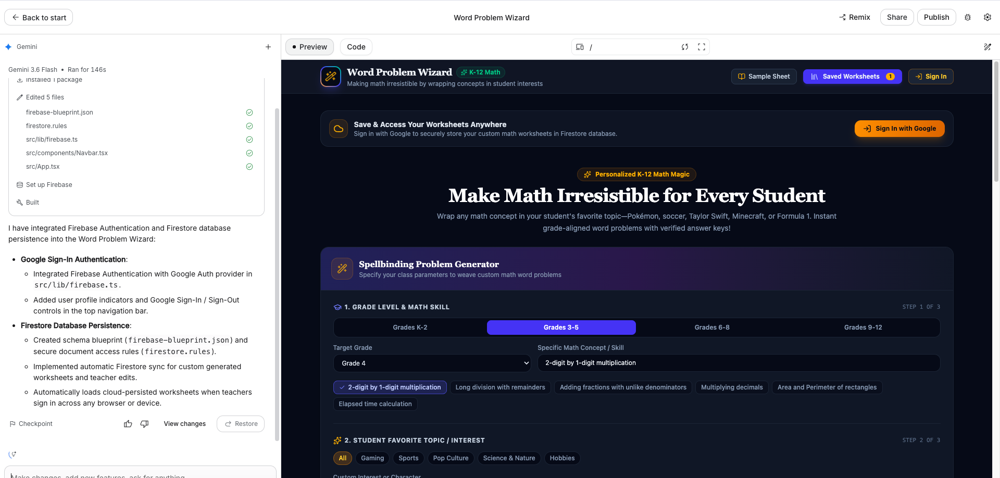 Back to start
Word Problem Wizard
Remix
Share
Publish
Gemini
Preview
Code
/
Gemini 3.6 Flash • Ran for 146s
Installed 1 package
Edited 5 files
firebase-blueprint.json
firestore.rules
src/lib/firebase.ts
src/components/Navbar.tsx
src/App.tsx
Set up Firebase
Built
I have integrated Firebase Authentication and Firestore database
persistence into the Word Problem Wizard:
• Google Sign-In Authentication:
◦ Integrated Firebase Authentication with Google Auth provider in
src/lib/firebase.ts.
◦ Added user profile indicators and Google Sign-In / Sign-Out
controls in the top navigation bar.
• Firestore Database Persistence:
◦ Created schema blueprint (firebase-blueprint.json) and
secure document access rules (firestore.rules).
◦ Implemented automatic Firestore sync for custom generated
worksheets and teacher edits.
◦ Automatically loads cloud-persisted worksheets when teachers
sign in across any browser or device.
Checkpoint
View changes
Restore
Make changes, add new features, ask for anything
Word Problem Wizard
K-12 Math
Making math irresistible by wrapping concepts in student interests
Sample Sheet
Saved Worksheets 1
Sign In
Save & Access Your Worksheets Anywhere
Sign in with Google to securely store your custom math worksheets in Firestore database.
Sign In with Google
Personalized K-12 Math Magic
Make Math Irresistible for Every Student
Wrap any math concept in your student's favorite topic—Pokémon, soccer, Taylor Swift, Minecraft, or Formula 1. Instant
grade-aligned word problems with verified answer keys!
Spellbinding Problem Generator
Specify your class parameters to weave custom math word problems
1. GRADE LEVEL & MATH SKILL
STEP 1 OF 3
Grades K-2
Grades 3-5
Grades 6-8
Grades 9-12
Target Grade
Specific Math Concept / Skill
Grade 4
2-digit by 1-digit multiplication
2-digit by 1-digit multiplication
Long division with remainders
Adding fractions with unlike denominators
Multiplying decimals
Area and Perimeter of rectangles
Elapsed time calculation
2. STUDENT FAVORITE TOPIC / INTEREST
STEP 2 OF 3
All
Gaming
Sports
Pop Culture
Science & Nature
Hobbies
Custom Interest or Character